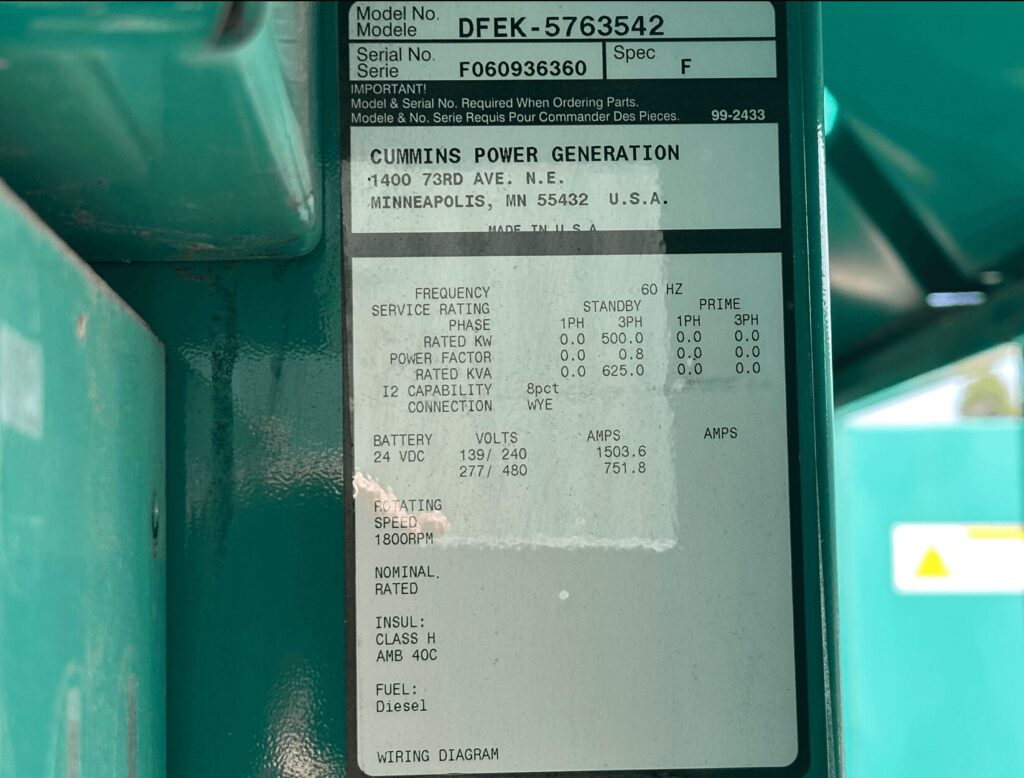 Model No.
Modele DFEK-5763542
Serial No.
Serie F060936360
Spec F
IMPORTANT!
Model & Serial No. Required When Ordering Parts.
Modele & No. Serie Requis Pour Commander Des Pieces. 99-2433
CUMMINS POWER GENERATION
1400 73RD AVE. N.E.
MINNEAPOLIS, MN 55432 U.S.A.
MADE IN U.S.A.
FREQUENCY 60 HZ
SERVICE RATING STANDBY PRIME
PHASE 1PH 3PH 1PH 3PH
RATED KW 0.0 500.0 0.0 0.0
POWER FACTOR 0.0 0.8 0.0 0.0
RATED KVA 0.0 625.0 0.0 0.0
I2 CAPABILITY 8pct
CONNECTION WYE
BATTERY VOLTS AMPS AMPS
24 VDC 139/ 240 1503.6
277/ 480 751.8
ROTATING
SPEED
1800RPM
NOMINAL
RATED
INSUL:
CLASS H
AMB 40C
FUEL:
Diesel
WIRING DIAGRAM